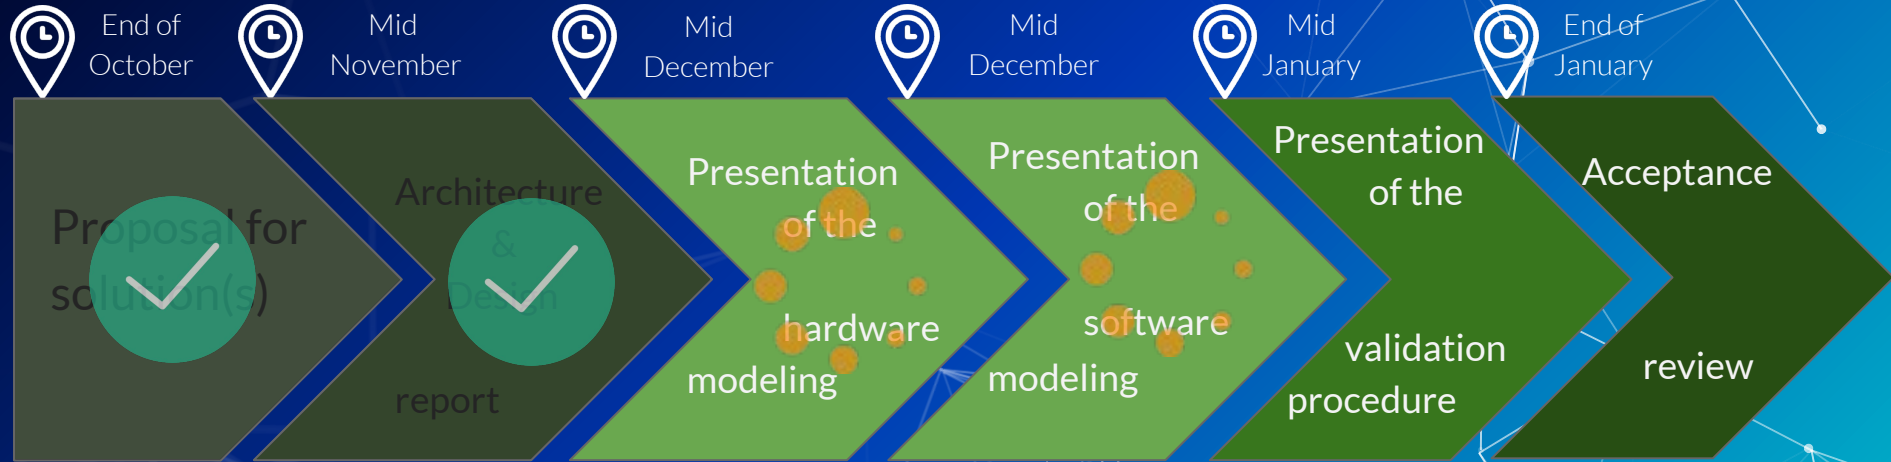 End of
October
Mid
November
Mid
December
Mid
December
Mid
January
End of
January
Proposal for
solution(s)
Architecture
&
Design
report
Presentation
of the
hardware
modeling
Presentation
of the
software
modeling
Presentation
of the
validation
procedure
Acceptance
review